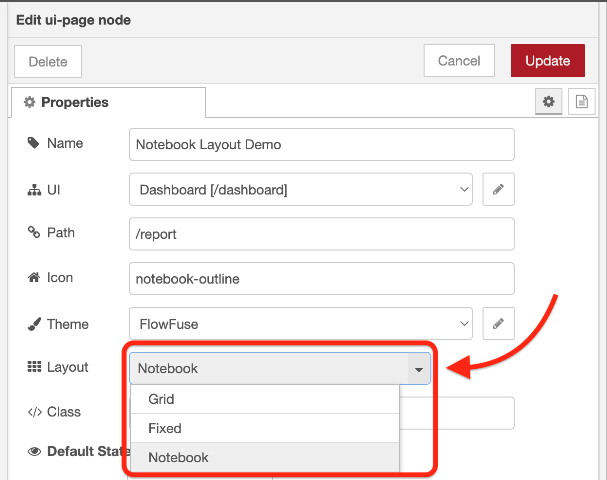 Edit ui-page node
Delete
Cancel
Update
Properties
Name
Notebook Layout Demo
UI
Dashboard [/dashboard]
Path
/report
Icon
notebook-outline
Theme
FlowFuse
Layout
Notebook
Grid
Class
Fixed
Default State
Notebook